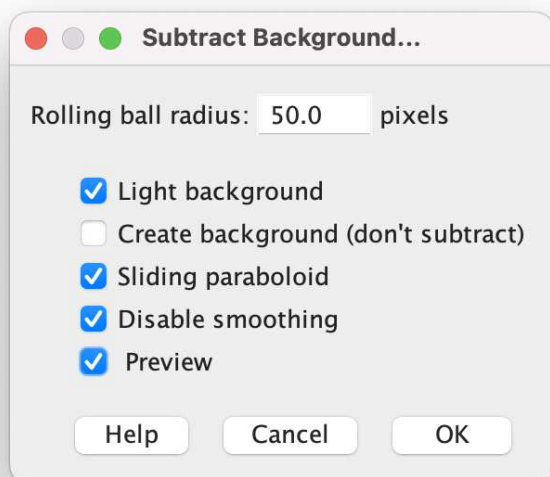 Subtract Background...
Rolling ball radius: 50.0 pixels
Light background
Create background (don't subtract)
Sliding paraboloid
Disable smoothing
Preview
Help Cancel OK